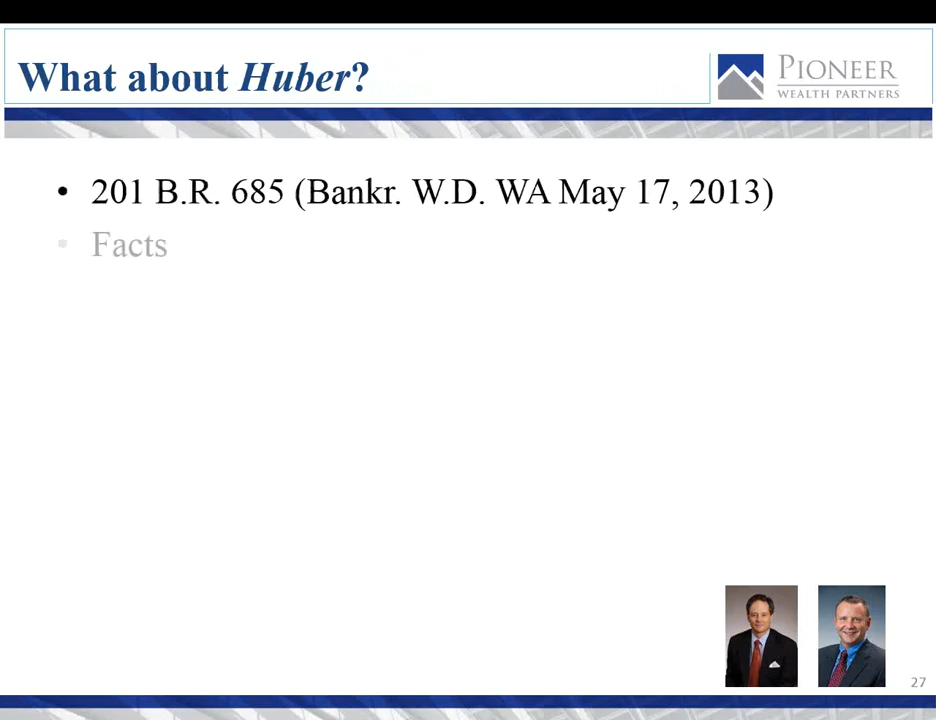 What about Huber?
PIONEER
WEALTH PARTNERS
• 201 B.R. 685 (Bankr. W.D. WA May 17, 2013)
• Facts
27